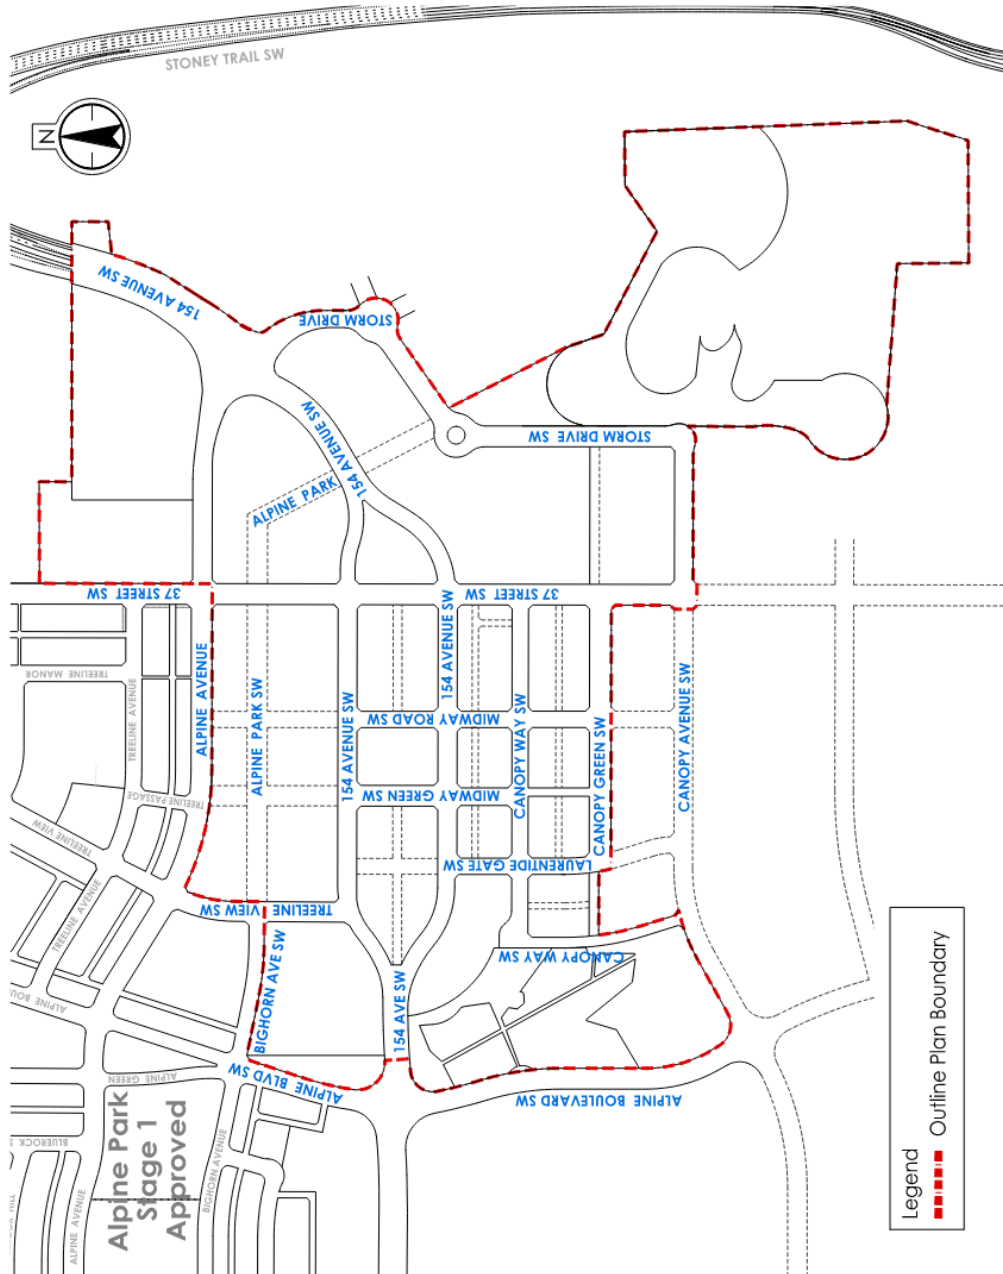 STONEY TRAIL SW
N
154 AVENUE SW
STORM DRIVE
154 AVENUE SW
STORM DRIVE SW
ALPINE PARK
37 STREET SW
37 STREET SW
TREELINE MANOR
TREELINE AVENUE
ALPINE AVENUE
ALPINE PARK SW
154 AVENUE SW
154 AVENUE SW
MIDWAY ROAD SW
CANOPY WAY SW
CANOPY GREEN SW
CANOPY AVENUE SW
MIDWAY GREEN SW
TREELINE PASSAGE
TREELINE VIEW
LAURENTIDE GATE SW
TREELINE AVENUE
TREELINE VIEW SW
BIGHORN AVE SW
154 AVE SW
CANOPY WAY SW
ALPINE BOU
ALPINE BLVD SW
ALPINE GREEN
ALPINE BOULEVARD SW
BLUEROCK S
BIGHORN AVENUE
ALPINE AVENUE
Alpine Park
Stage 1
Approved
Legend
Outline Plan Boundary